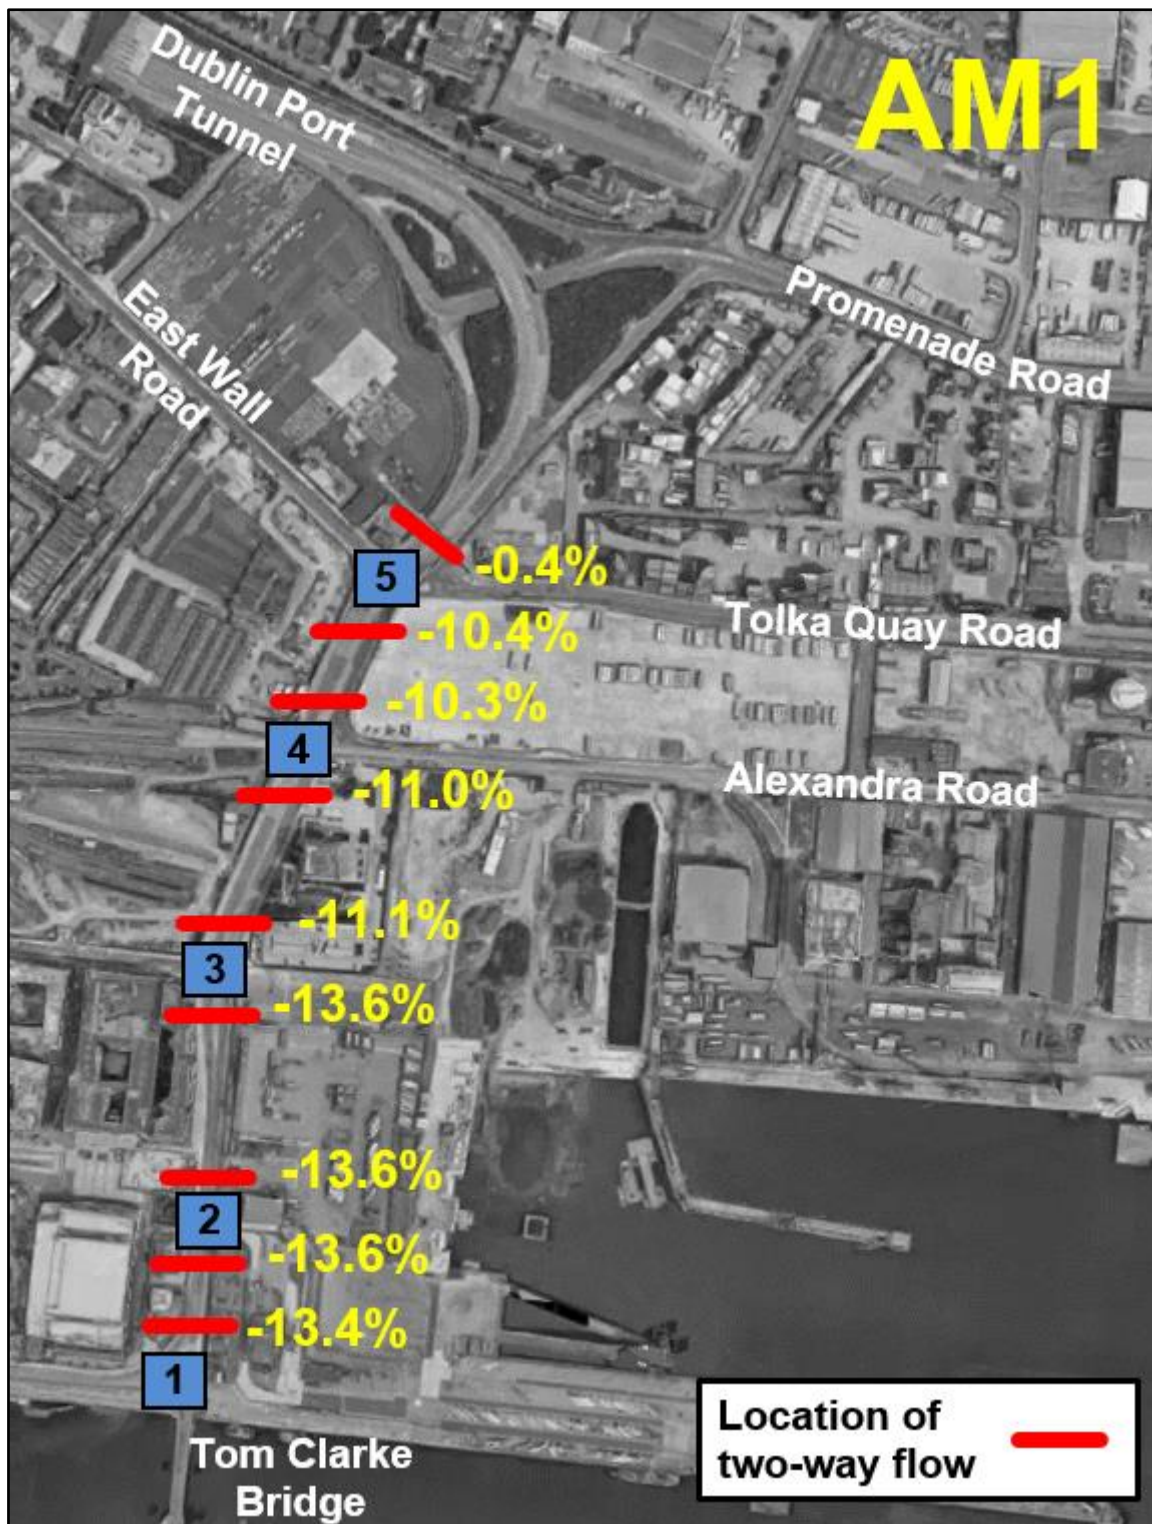 Dublin Port
Tunnel
AM1
Promenade Road
East Wall
Road
5
-0.4%
-10.4%
Tolka Quay Road
-10.3%
4
-11.0%
Alexandra Road
-11.1%
3
-13.6%
-13.6%
2
-13.6%
-13.4%
1
Tom Clarke
Bridge
Location of
two-way flow